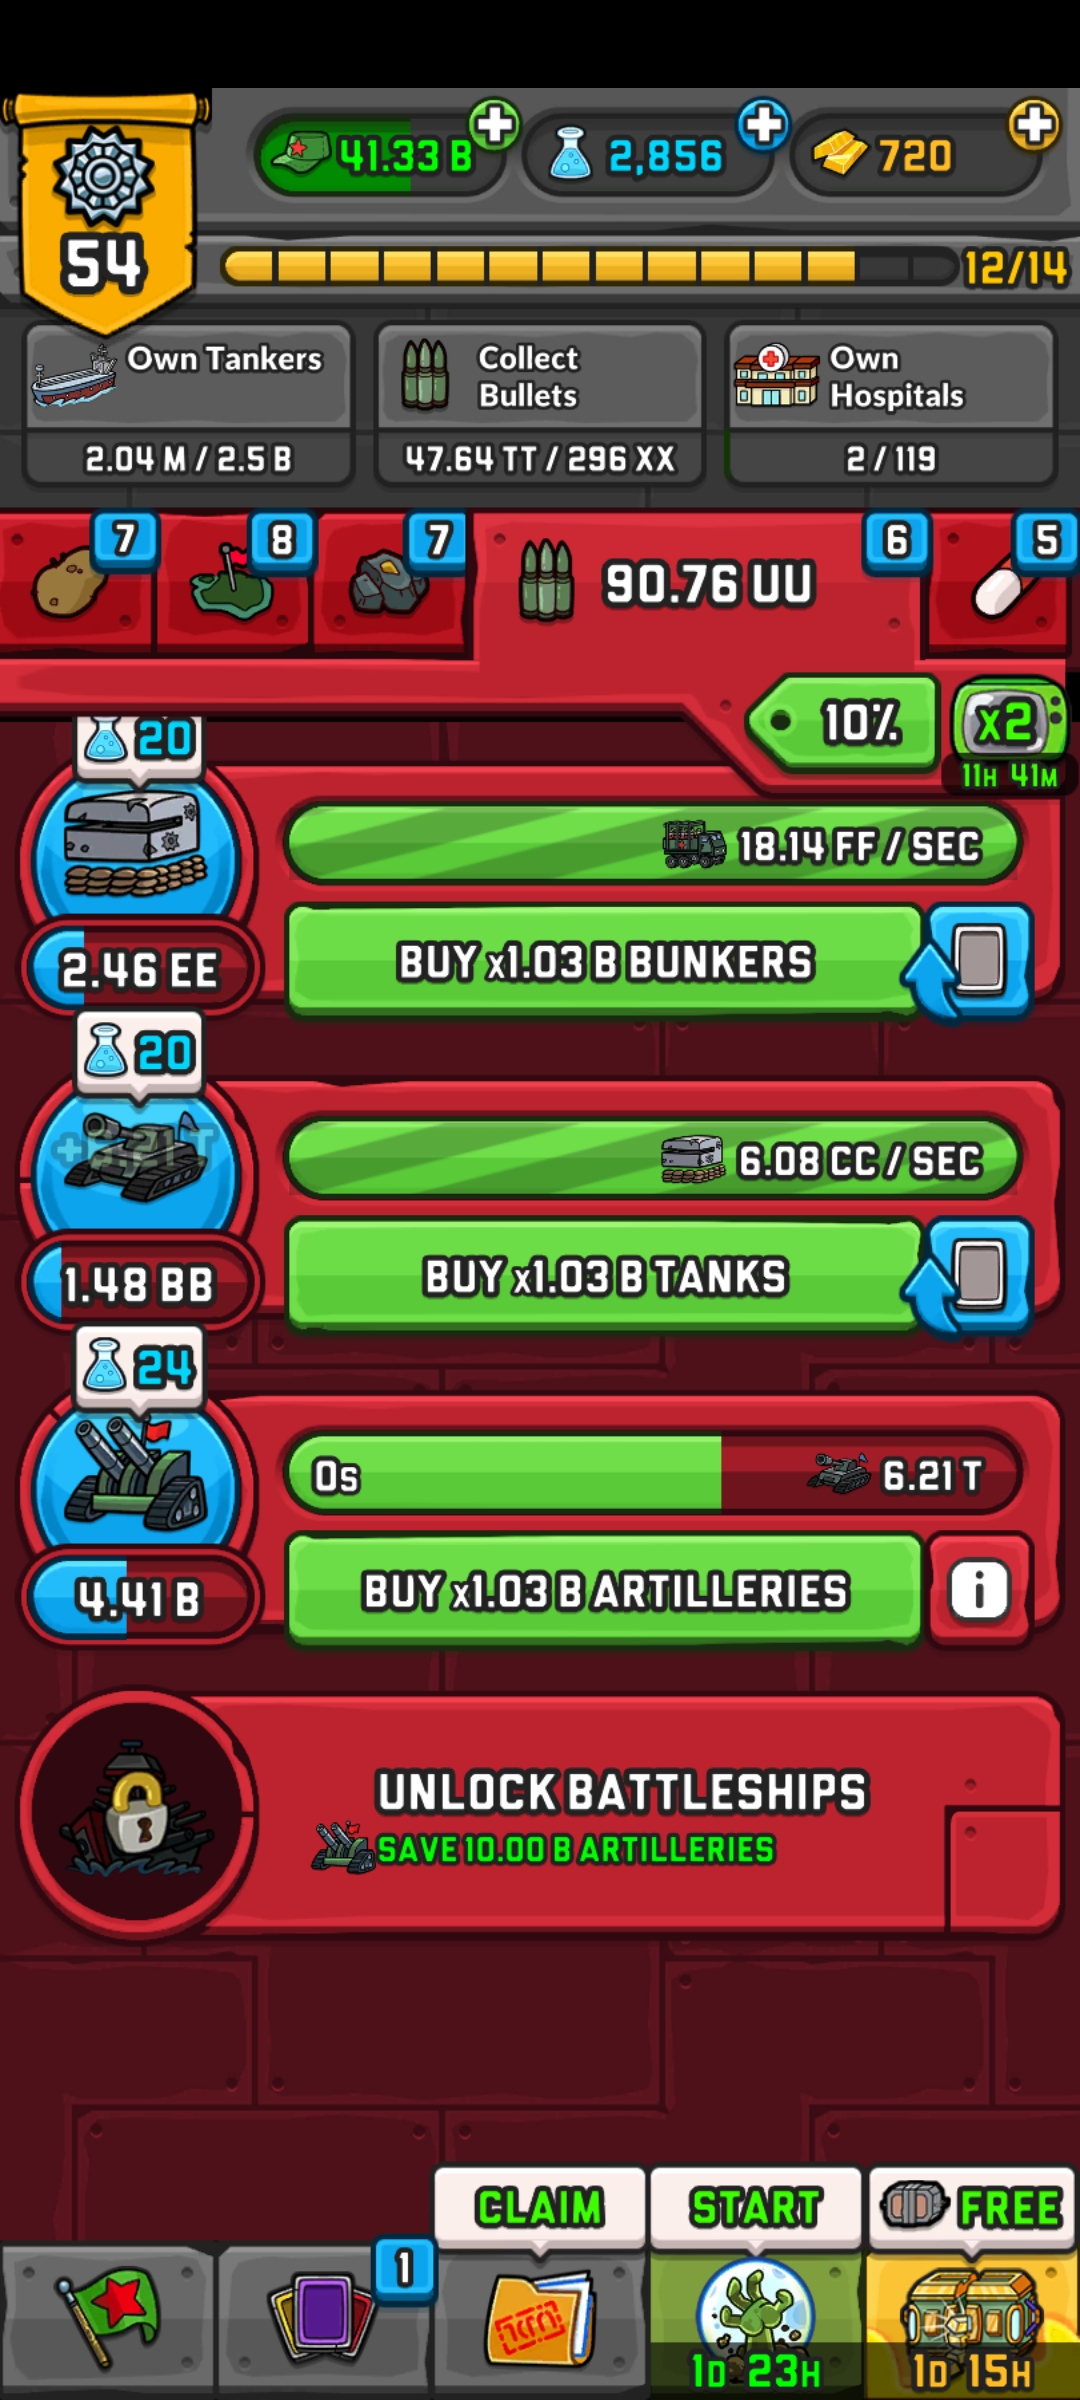 54
41.33 B
2,856
720
12/14
Own Tankers
2.04 M / 2.5 B
Collect
Bullets
47.64 TT / 296 XX
Own
Hospitals
2 / 119
7
8
7
90.76 UU
6
5
10%
x2
11H 41M
20
18.14 FF / SEC
2.46 EE
BUY x1.03 B BUNKERS
20
+6.21 T
6.08 CC / SEC
1.48 BB
BUY x1.03 B TANKS
24
0s
6.21 T
4.41 B
BUY x1.03 B ARTILLERIES
i
UNLOCK BATTLESHIPS
SAVE 10.00 B ARTILLERIES
CLAIM
START
FREE
1
1D 23H
1D 15H